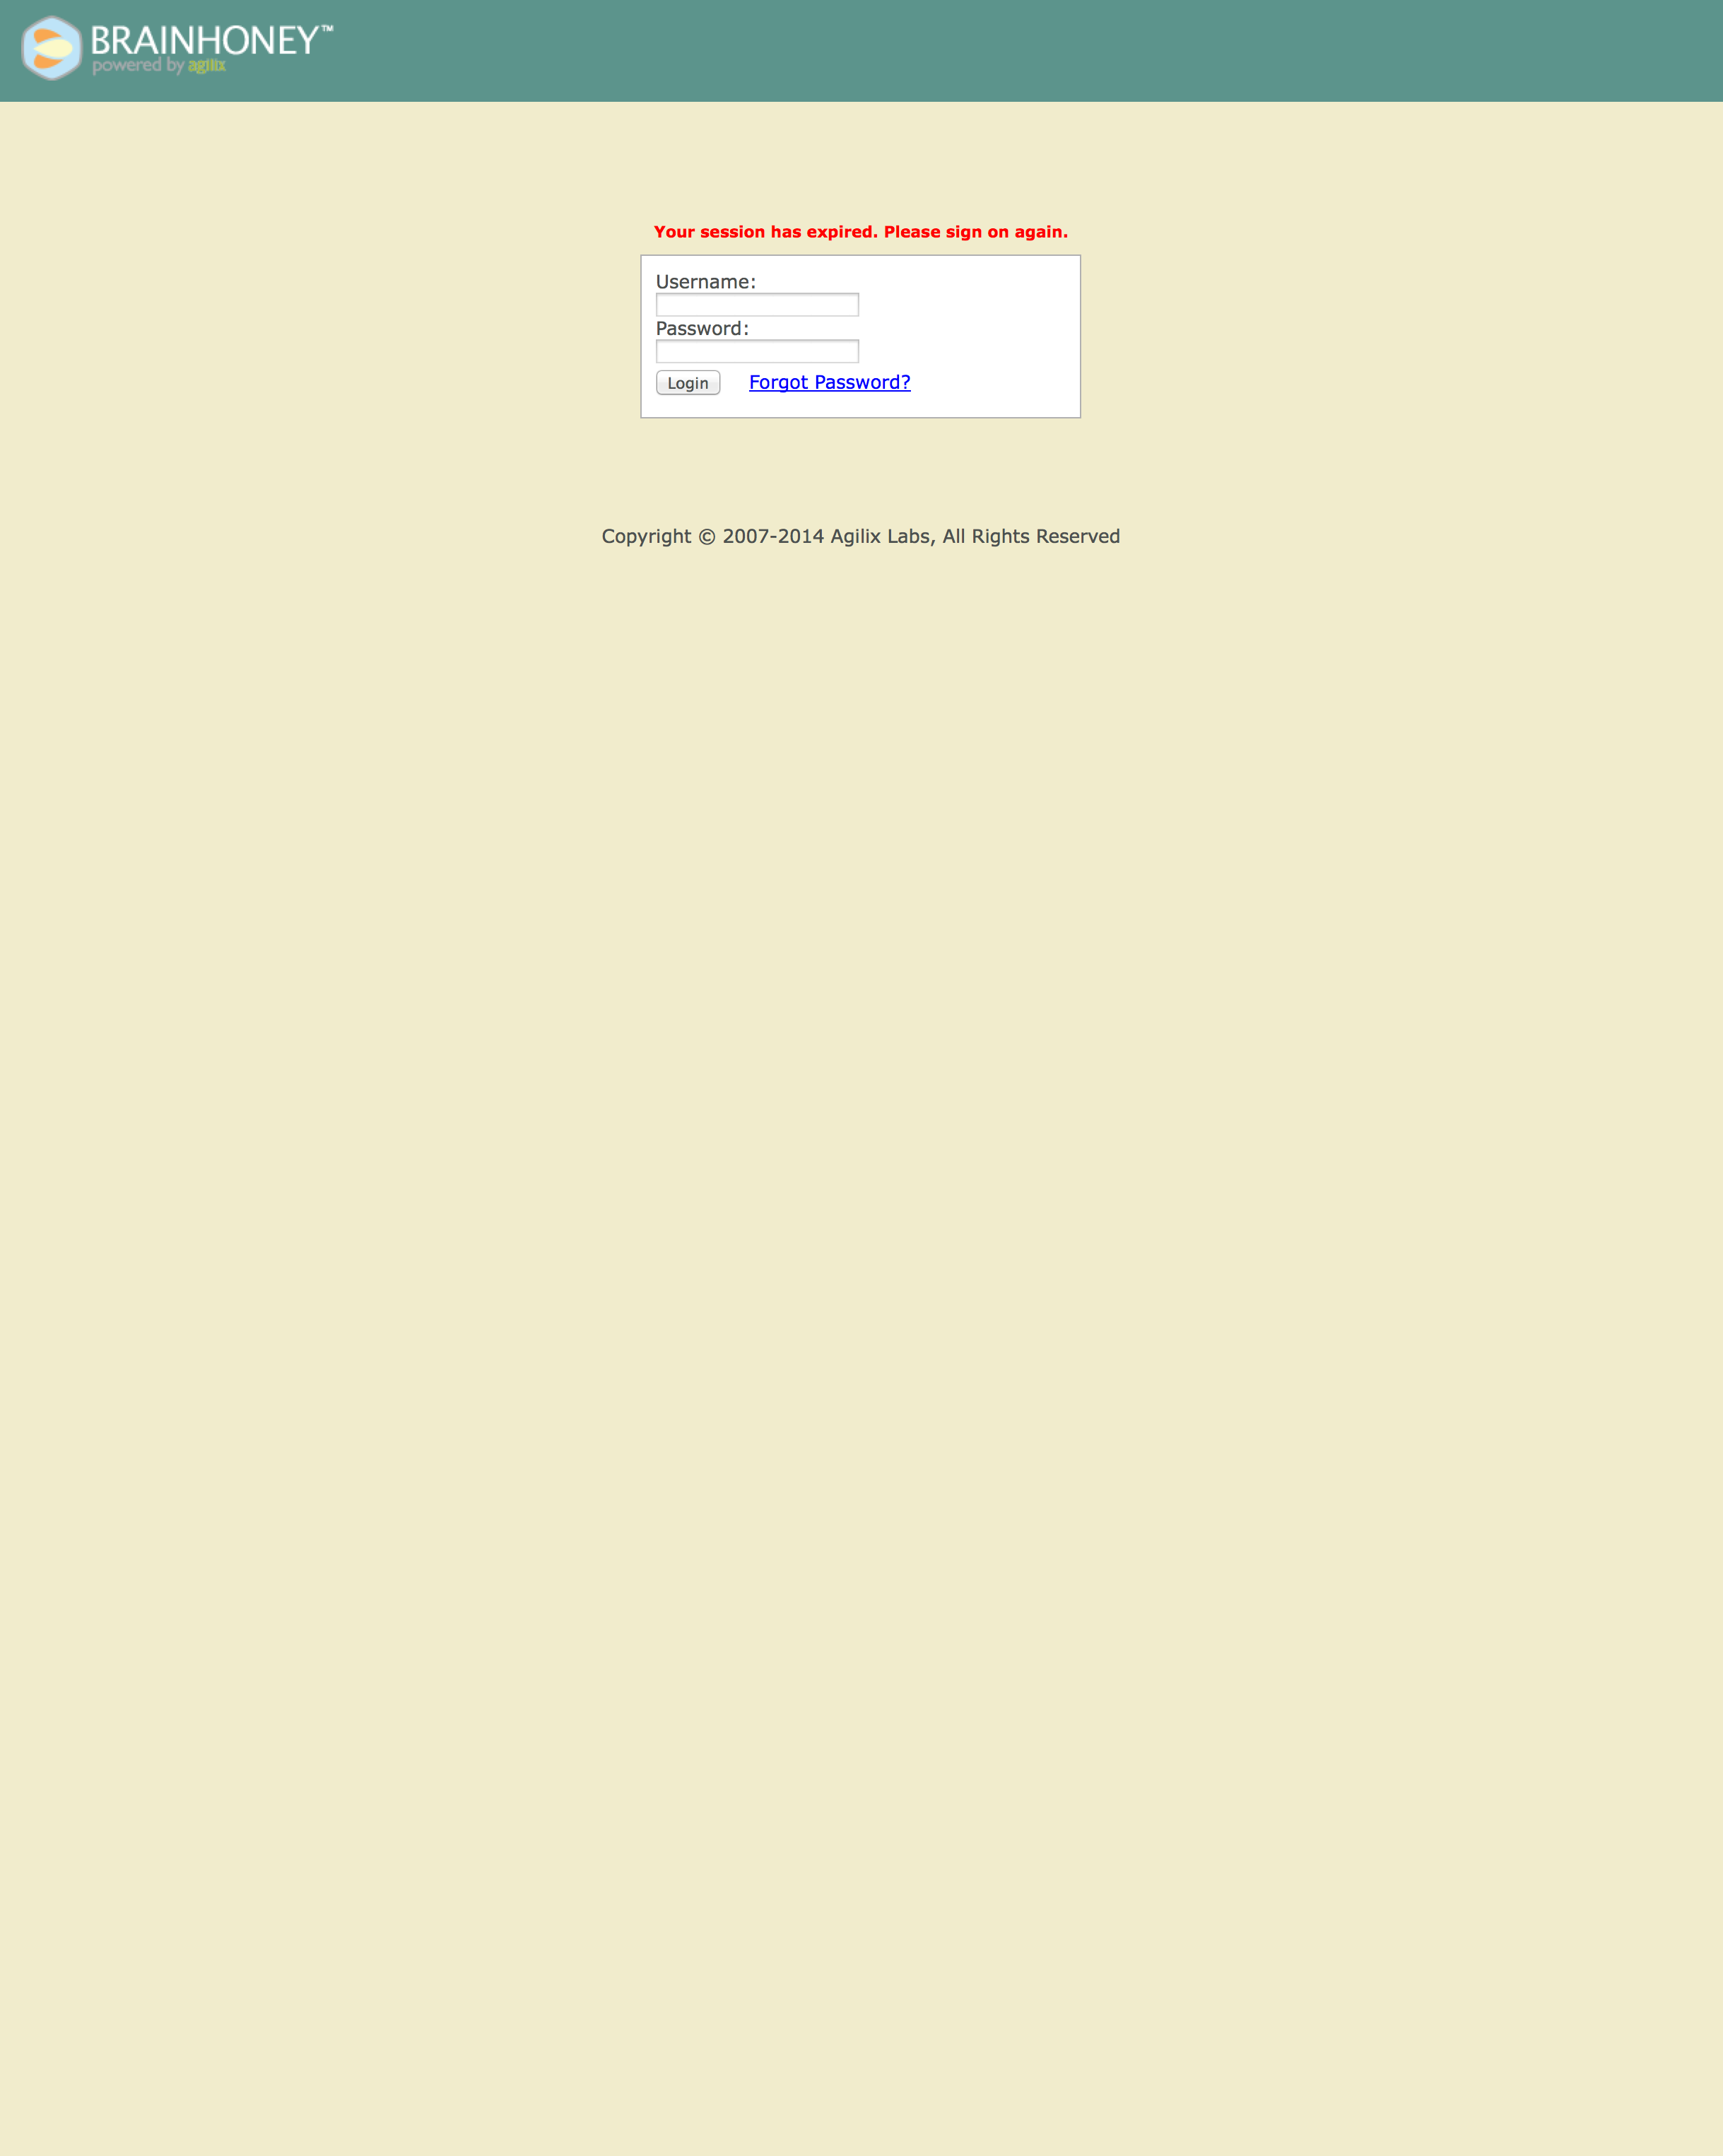 BRAINHONEY™
powered by agilix
Your session has expired. Please sign on again.
Username:
Password:
Login Forgot Password?
Copyright © 2007-2014 Agilix Labs, All Rights Reserved